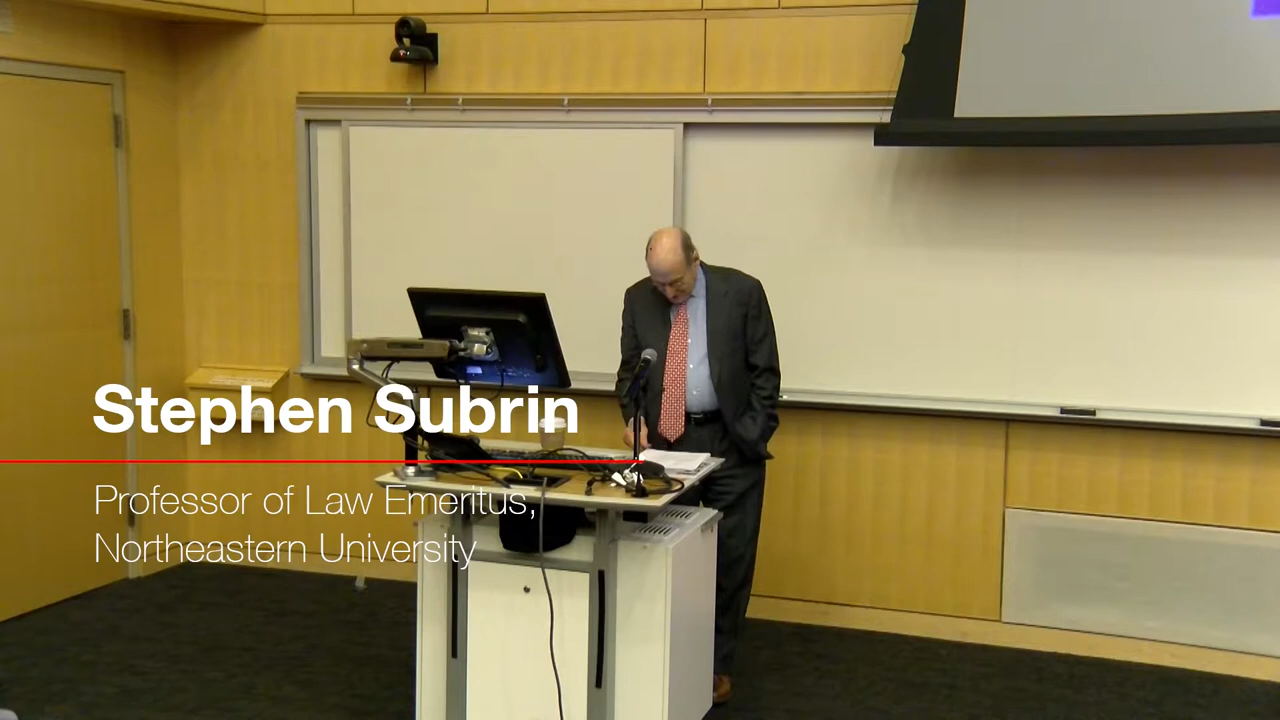 Stephen Subrin
Professor of Law Emeritus,
Northeastern University